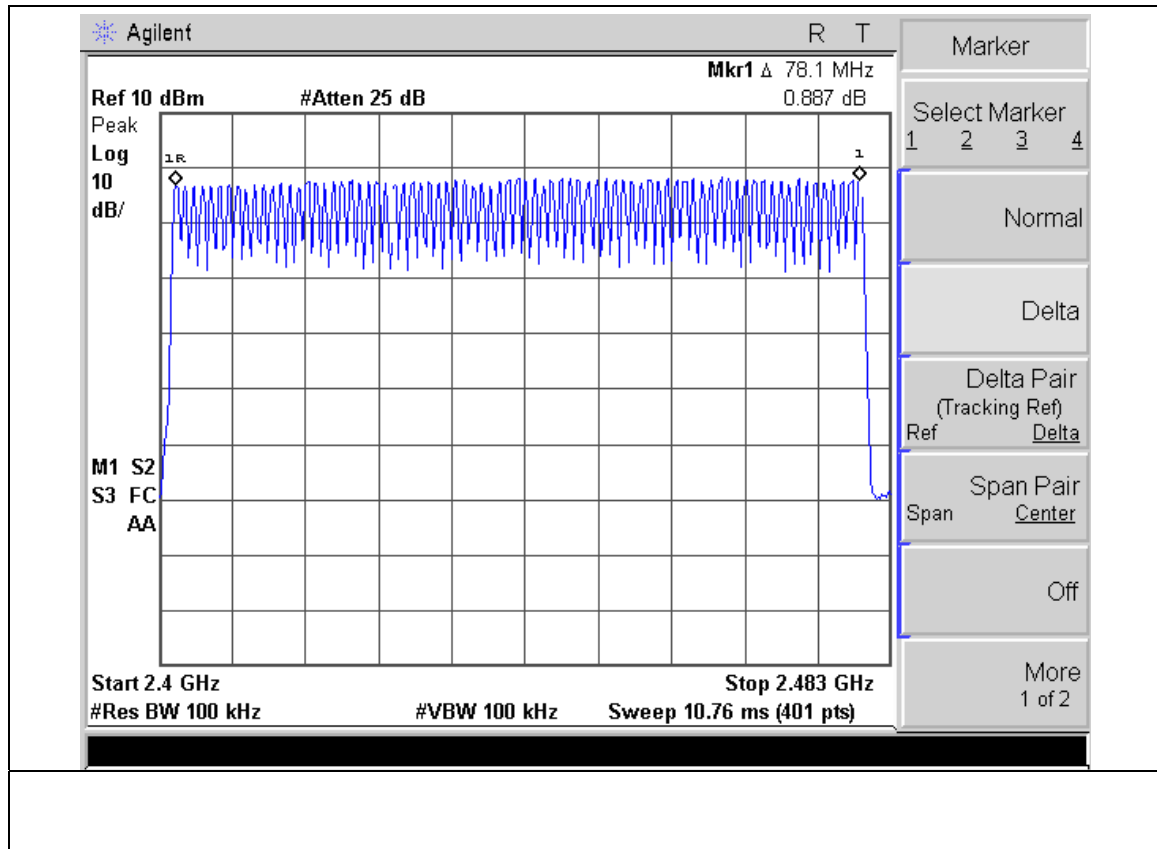 Agilent R T
Mkr1 Δ 78.1 MHz
Ref 10 dBm #Atten 25 dB 0.887 dB
Peak
Log
10
dB/
1R
1
M1 S2
S3 FC
AA
Start 2.4 GHz Stop 2.483 GHz
#Res BW 100 kHz #VBW 100 kHz Sweep 10.76 ms (401 pts)
Marker
Select Marker
1 2 3 4
Normal
Delta
Delta Pair
(Tracking Ref)
Ref Delta
Span Pair
Span Center
Off
More
1 of 2